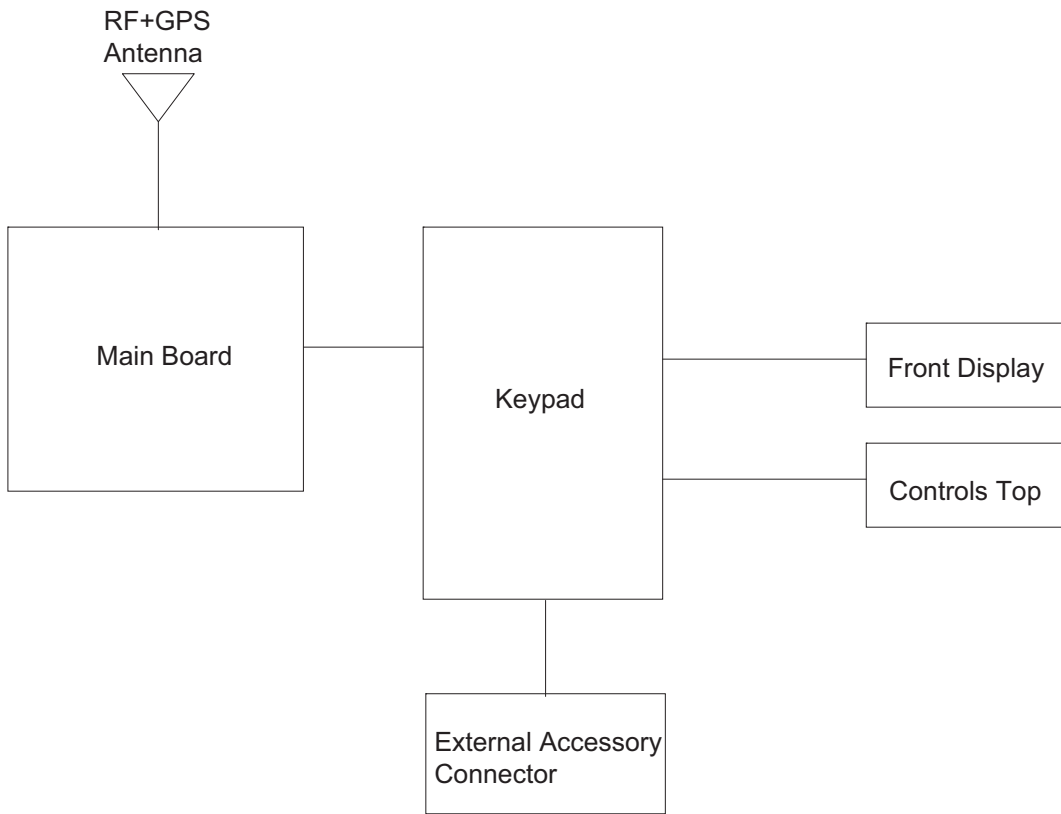 RF+GPS
Antenna
Main Board
Keypad
Front Display
Controls Top
External Accessory
Connector